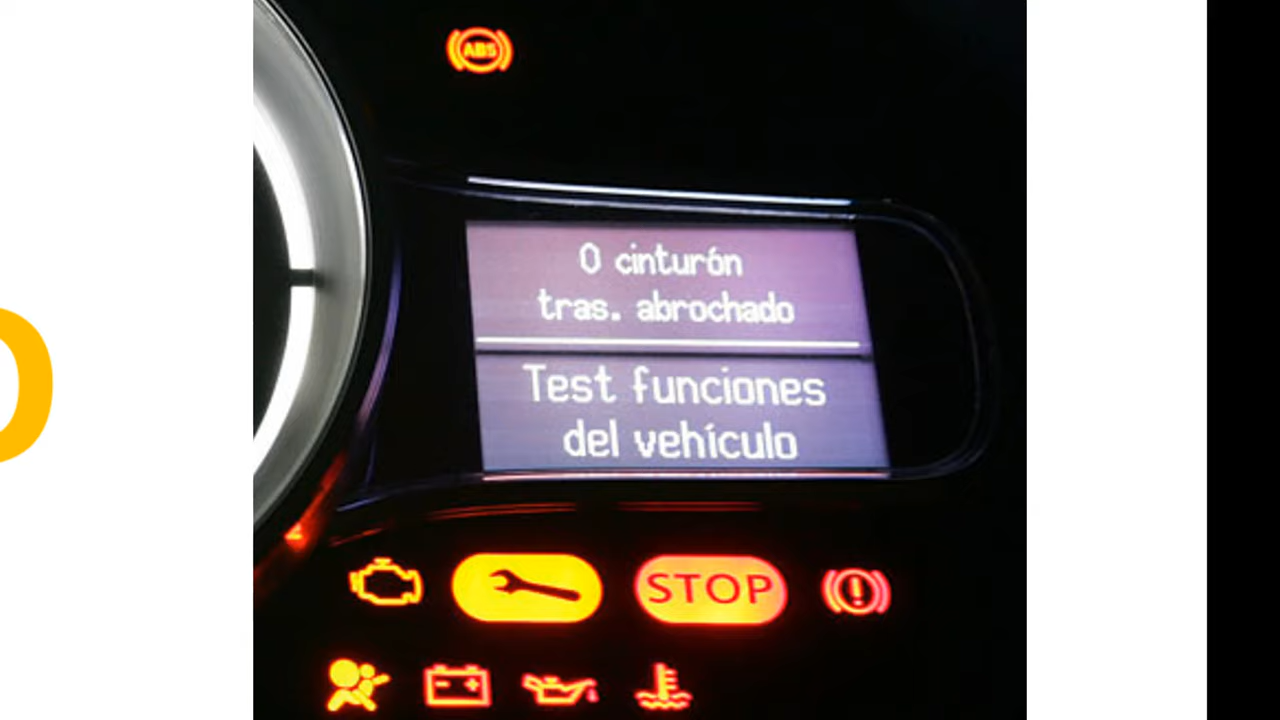 ABS
0 cinturón
tras. abrochado
Test funciones
del vehículo
STOP